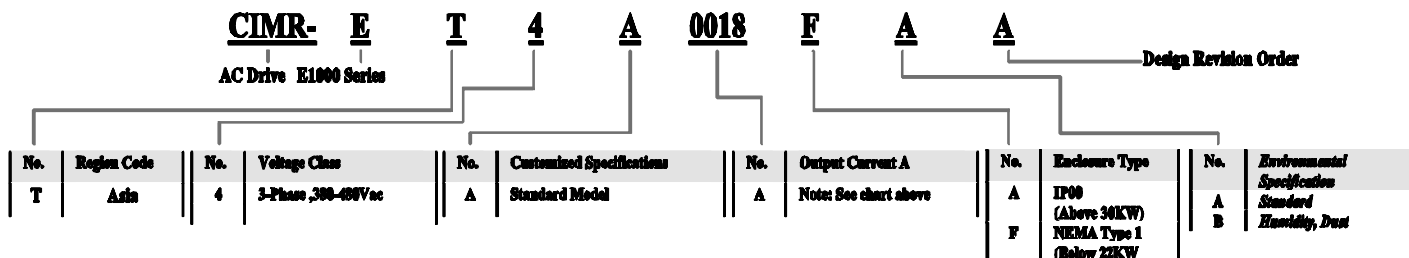 CIMR- E T 4 A 0018 F A A
AC Drive E1000 Series
Design Revision Order
No. Region Code
T Asia
No. Voltage Class
4 3-Phase ,380-480Vac
No. Customized Specifications
A Standard Model
No. Output Current A
A Note: See chart above
No. Enclosure Type
A IP00
(Above 30KW)
F NEMA Type 1
(Below 22KW
No. Environmental
Specification
A Standard
B Humidity, Dust